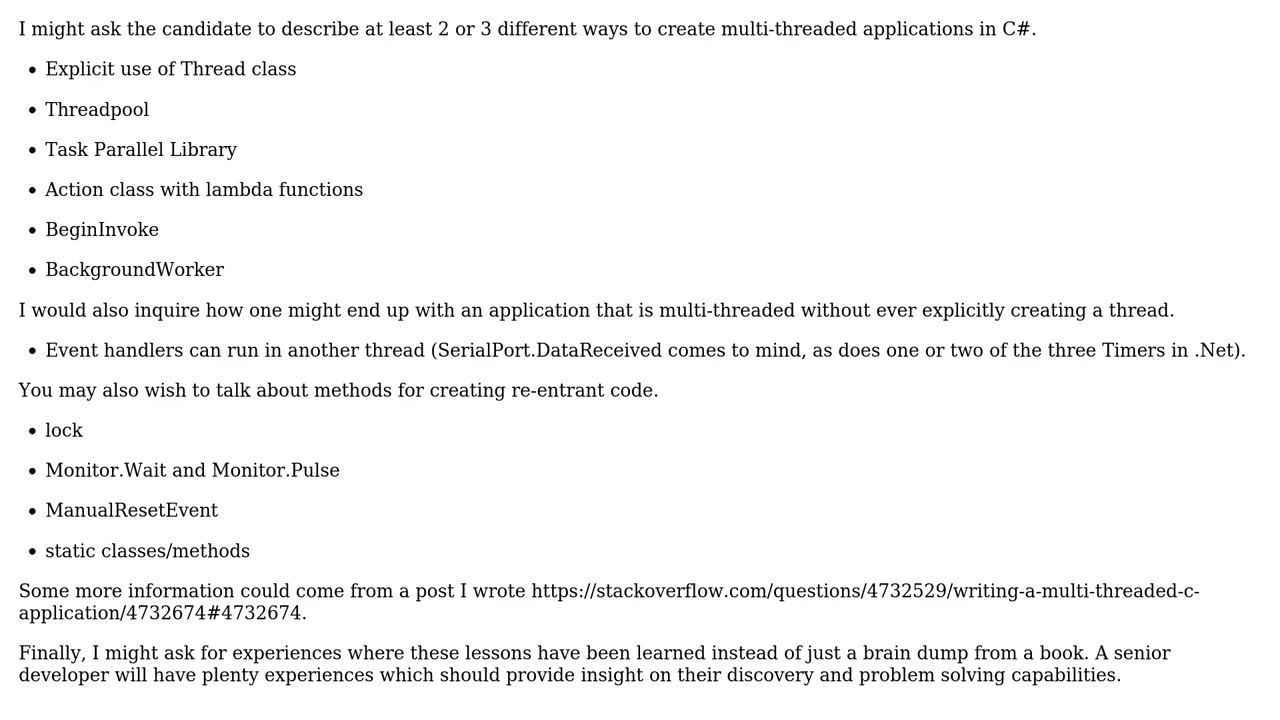 I might ask the candidate to describe at least 2 or 3 different ways to create multi-threaded applications in C#.
• Explicit use of Thread class
• Threadpool
• Task Parallel Library
• Action class with lambda functions
• BeginInvoke
• BackgroundWorker
I would also inquire how one might end up with an application that is multi-threaded without ever explicitly creating a thread.
• Event handlers can run in another thread (SerialPort.DataReceived comes to mind, as does one or two of the three Timers in .Net).
You may also wish to talk about methods for creating re-entrant code.
• lock
• Monitor.Wait and Monitor.Pulse
• ManualResetEvent
• static classes/methods
Some more information could come from a post I wrote https://stackoverflow.com/questions/4732529/writing-a-multi-threaded-c-
application/4732674#4732674.
Finally, I might ask for experiences where these lessons have been learned instead of just a brain dump from a book. A senior
developer will have plenty experiences which should provide insight on their discovery and problem solving capabilities.